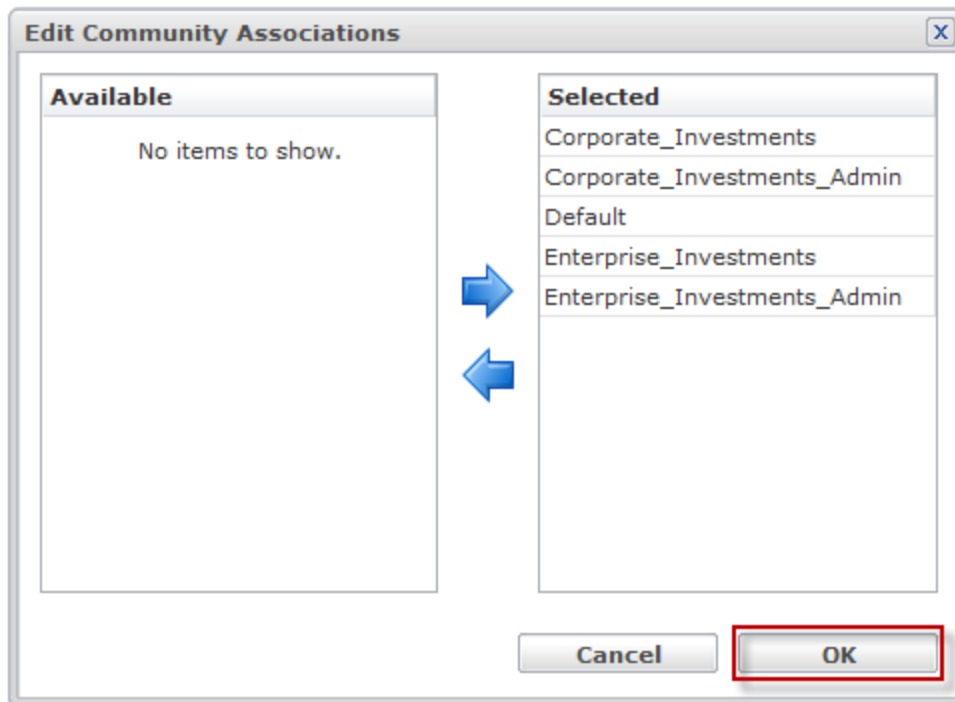 Edit Community Associations
X
Available
No items to show.
Selected
Corporate_Investments
Corporate_Investments_Admin
Default
Enterprise_Investments
Enterprise_Investments_Admin
Cancel
OK